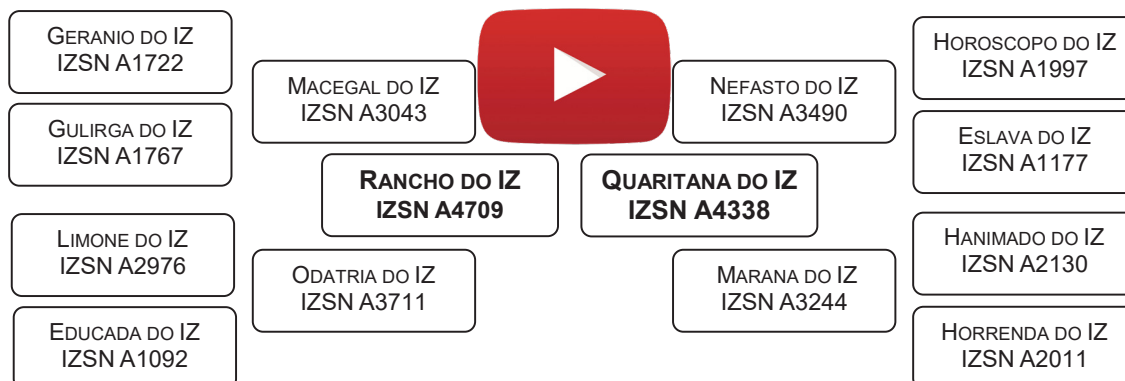 GERANIO DO IZ
IZSN A1722
GULIRGA DO IZ
IZSN A1767
LIMONE DO IZ
IZSN A2976
EDUCADA DO IZ
IZSN A1092
MACEGAL DO IZ
IZSN A3043
ODATRIA DO IZ
IZSN A3711
RANCHO DO IZ
IZSN A4709
QUARITANA DO IZ
IZSN A4338
NEFASTO DO IZ
IZSN A3490
MARANA DO IZ
IZSN A3244
HOROSCOPO DO IZ
IZSN A1997
ESLAVA DO IZ
IZSN A1177
HANIMADO DO IZ
IZSN A2130
HORRENDA DO IZ
IZSN A2011